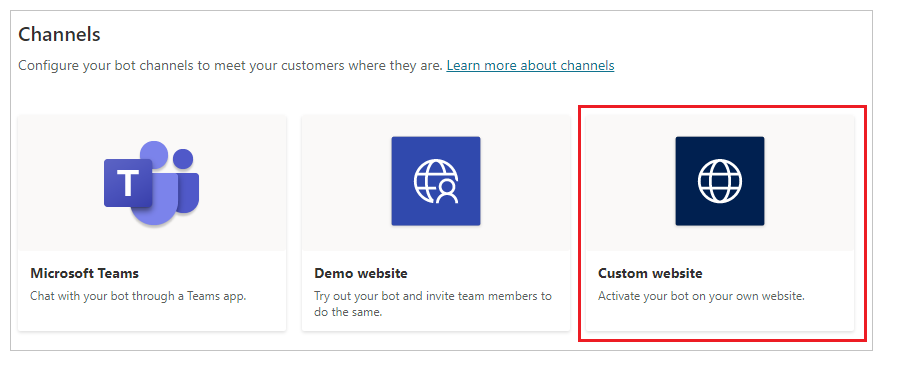 Channels
Configure your bot channels to meet your customers where they are. Learn more about channels
T
Microsoft Teams
Chat with your bot through a Teams app.
Demo website
Try out your bot and invite team members to
do the same.
Custom website
Activate your bot on your own website.